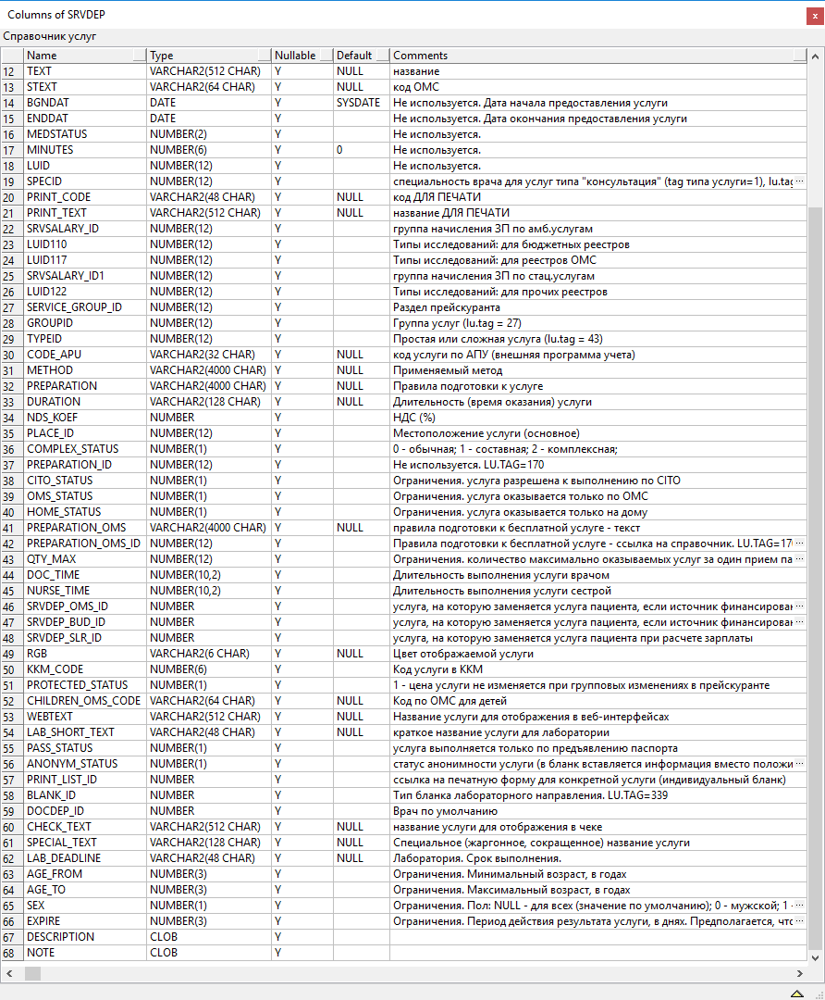 Columns of SRVDEP
x
Справочник услуг
Name Type Nullable Default Comments
12 TEXT VARCHAR2(512 CHAR) Y NULL название
13 STEXT VARCHAR2(64 CHAR) Y NULL код ОМС
14 BGNDAT DATE Y SYSDATE Не используется. Дата начала предоставления услуги
15 ENDDAT DATE Y Не используется. Дата окончания предоставления услуги
16 MEDSTATUS NUMBER(2) Y Не используется.
17 MINUTES NUMBER(6) Y 0 Не используется.
18 LUID NUMBER(12) Y Не используется.
19 SPECID NUMBER(12) Y специальность врача для услуг типа "консультация" (tag типа услуги=1), lu.tag ...
20 PRINT_CODE VARCHAR2(48 CHAR) Y NULL код ДЛЯ ПЕЧАТИ
21 PRINT_TEXT VARCHAR2(512 CHAR) Y NULL название ДЛЯ ПЕЧАТИ
22 SRVSALARY_ID NUMBER(12) Y группа начисления ЗП по амб.услугам
23 LUID110 NUMBER(12) Y Типы исследований: для бюджетных реестров
24 LUID117 NUMBER(12) Y Типы исследований: для реестров ОМС
25 SRVSALARY_ID1 NUMBER(12) Y группа начисления ЗП по стац.услугам
26 LUID122 NUMBER(12) Y Типы исследований: для прочих реестров
27 SERVICE_GROUP_ID NUMBER(12) Y Раздел прейскуранта
28 GROUPID NUMBER(12) Y Группа услуг (lu.tag = 27)
29 TYPEID NUMBER(12) Y Простая или сложная услуга (lu.tag = 43)
30 CODE_APU VARCHAR2(32 CHAR) Y NULL код услуги по АПУ (внешняя программа учета)
31 METHOD VARCHAR2(4000 CHAR) Y NULL Применяемый метод
32 PREPARATION VARCHAR2(4000 CHAR) Y NULL Правила подготовки к услуге
33 DURATION VARCHAR2(128 CHAR) Y NULL Длительность (время оказания) услуги
34 NDS_KOEF NUMBER Y НДС (%)
35 PLACE_ID NUMBER(12) Y Местоположение услуги (основное)
36 COMPLEX_STATUS NUMBER(1) Y 0 - обычная; 1 - составная; 2 - комплексная;
37 PREPARATION_ID NUMBER(12) Y Не используется. LU.TAG=170
38 CITO_STATUS NUMBER(1) Y Ограничения. услуга разрешена к выполнению по CITO
39 OMS_STATUS NUMBER(1) Y Ограничения. услуга оказывается только по ОМС
40 HOME_STATUS NUMBER(1) Y Ограничения. услуга оказывается только на дому
41 PREPARATION_OMS VARCHAR2(4000 CHAR) Y NULL правила подготовки к бесплатной услуге - текст
42 PREPARATION_OMS_ID NUMBER(12) Y Правила подготовки к бесплатной услуге - ссылка на справочник. LU.TAG=17 ...
43 QTY_MAX NUMBER(12) Y Ограничения. количество максимально оказываемых услуг за один прием па ...
44 DOC_TIME NUMBER(10,2) Y Длительность выполнения услуги врачом
45 NURSE_TIME NUMBER(10,2) Y Длительность выполнения услуги сестрой
46 SRVDEP_OMS_ID NUMBER Y услуга, на которую заменяется услуга пациента, если источник финансирован ...
47 SRVDEP_BUD_ID NUMBER Y услуга, на которую заменяется услуга пациента, если источник финансирован ...
48 SRVDEP_SLR_ID NUMBER Y услуга, на которую заменяется услуга пациента при расчете зарплаты
49 RGB VARCHAR2(6 CHAR) Y NULL Цвет отображаемой услуги
50 KKM_CODE NUMBER(6) Y Код услуги в ККМ
51 PROTECTED_STATUS NUMBER(1) Y 1 - цена услуги не изменяется при групповых изменениях в прейскуранте
52 CHILDREN_OMS_CODE VARCHAR2(64 CHAR) Y NULL Код по ОМС для детей
53 WEBTEXT VARCHAR2(512 CHAR) Y NULL Название услуги для отображения в веб-интерфейсах
54 LAB_SHORT_TEXT VARCHAR2(48 CHAR) Y NULL краткое название услуги для лаборатории
55 PASS_STATUS NUMBER(1) Y услуга выполняется только по предъявлению паспорта
56 ANONYM_STATUS NUMBER(1) Y статус анонимности услуги (в бланк вставляется информация вместо положи ...
57 PRINT_LIST_ID NUMBER Y ссылка на печатную форму для конкретной услуги (индивидуальный бланк)
58 BLANK_ID NUMBER Y Тип бланка лабораторного направления. LU.TAG=339
59 DOCDEP_ID NUMBER Y Врач по умолчанию
60 CHECK_TEXT VARCHAR2(512 CHAR) Y NULL название услуги для отображения в чеке
61 SPECIAL_TEXT VARCHAR2(128 CHAR) Y NULL Специальное (жаргонное, сокращенное) название услуги
62 LAB_DEADLINE VARCHAR2(48 CHAR) Y NULL Лаборатория. Срок выполнения.
63 AGE_FROM NUMBER(3) Y Ограничения. Минимальный возраст, в годах
64 AGE_TO NUMBER(3) Y Ограничения. Максимальный возраст, в годах
65 SEX NUMBER(1) Y Ограничения. Пол: NULL - для всех (значение по умолчанию); 0 - мужской; 1 - ...
66 EXPIRE NUMBER(3) Y Ограничения. Период действия результата услуги, в днях. Предполагается, что ...
67 DESCRIPTION CLOB Y
68 NOTE CLOB Y